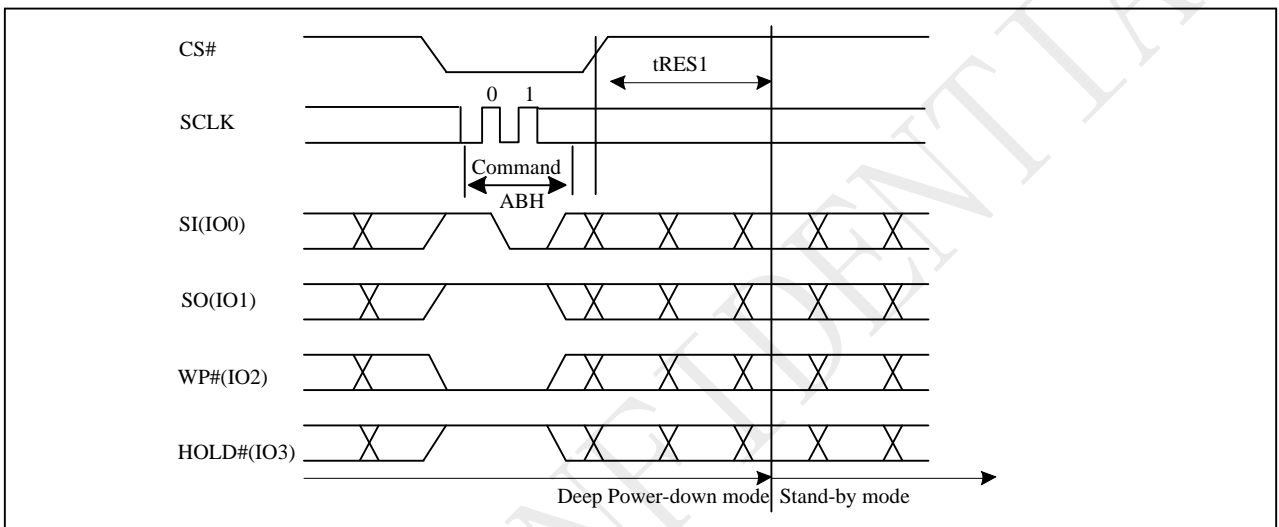 CS#
tRES1
0 1
SCLK
Command
ABH
SI(IO0)
SO(IO1)
WP#(IO2)
HOLD#(IO3)
Deep Power-down mode Stand-by mode
NFIDENTIA